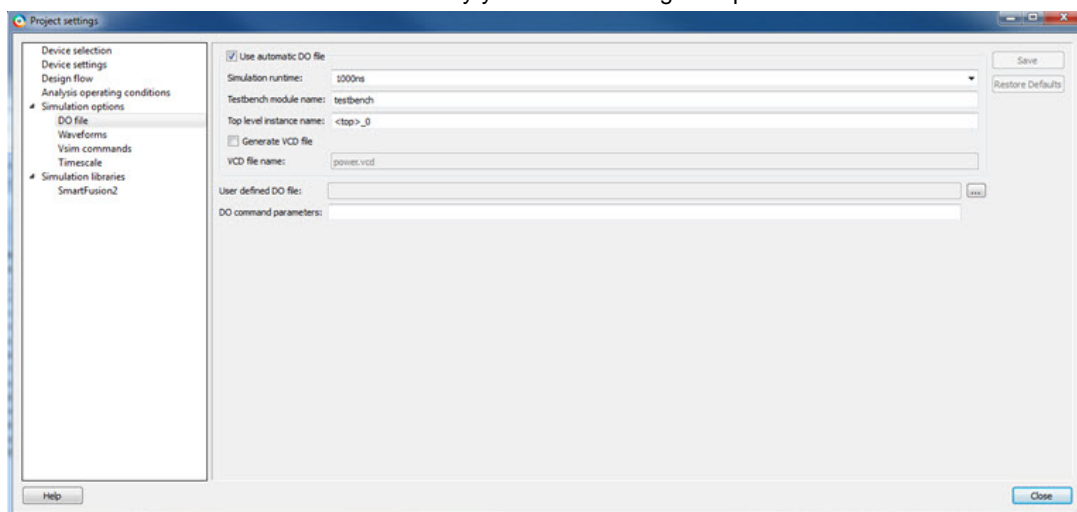 Project settings
Device selection
Device settings
Design flow
Analysis operating conditions
Simulation options
DO file
Waveforms
Vsim commands
Timescale
Simulation libraries
SmartFusion2
Use automatic DO file
Simulation runtime: 1000ns
Testbench module name: testbench
Top level instance name: <top>_0
Generate VCD file
VCD file name: power.vcd
User defined DO file: ...
DO command parameters:
Save
Restore Defaults
Help
Close